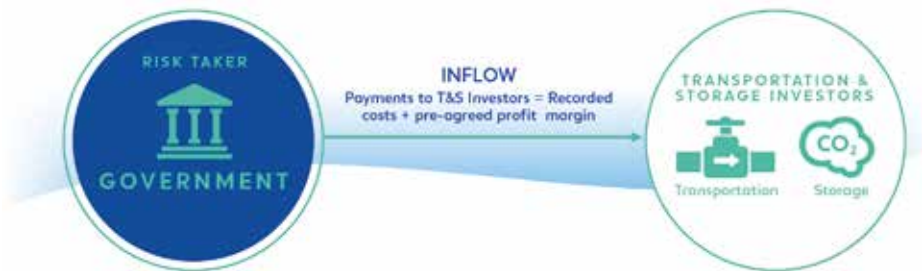 RISK TAKER
GOVERNMENT
INFLOW
Payments to T&S Investors = Recorded
costs + pre-agreed profit margin
TRANSPORTATION &
STORAGE INVESTORS
CO₂
Transportation
Storage